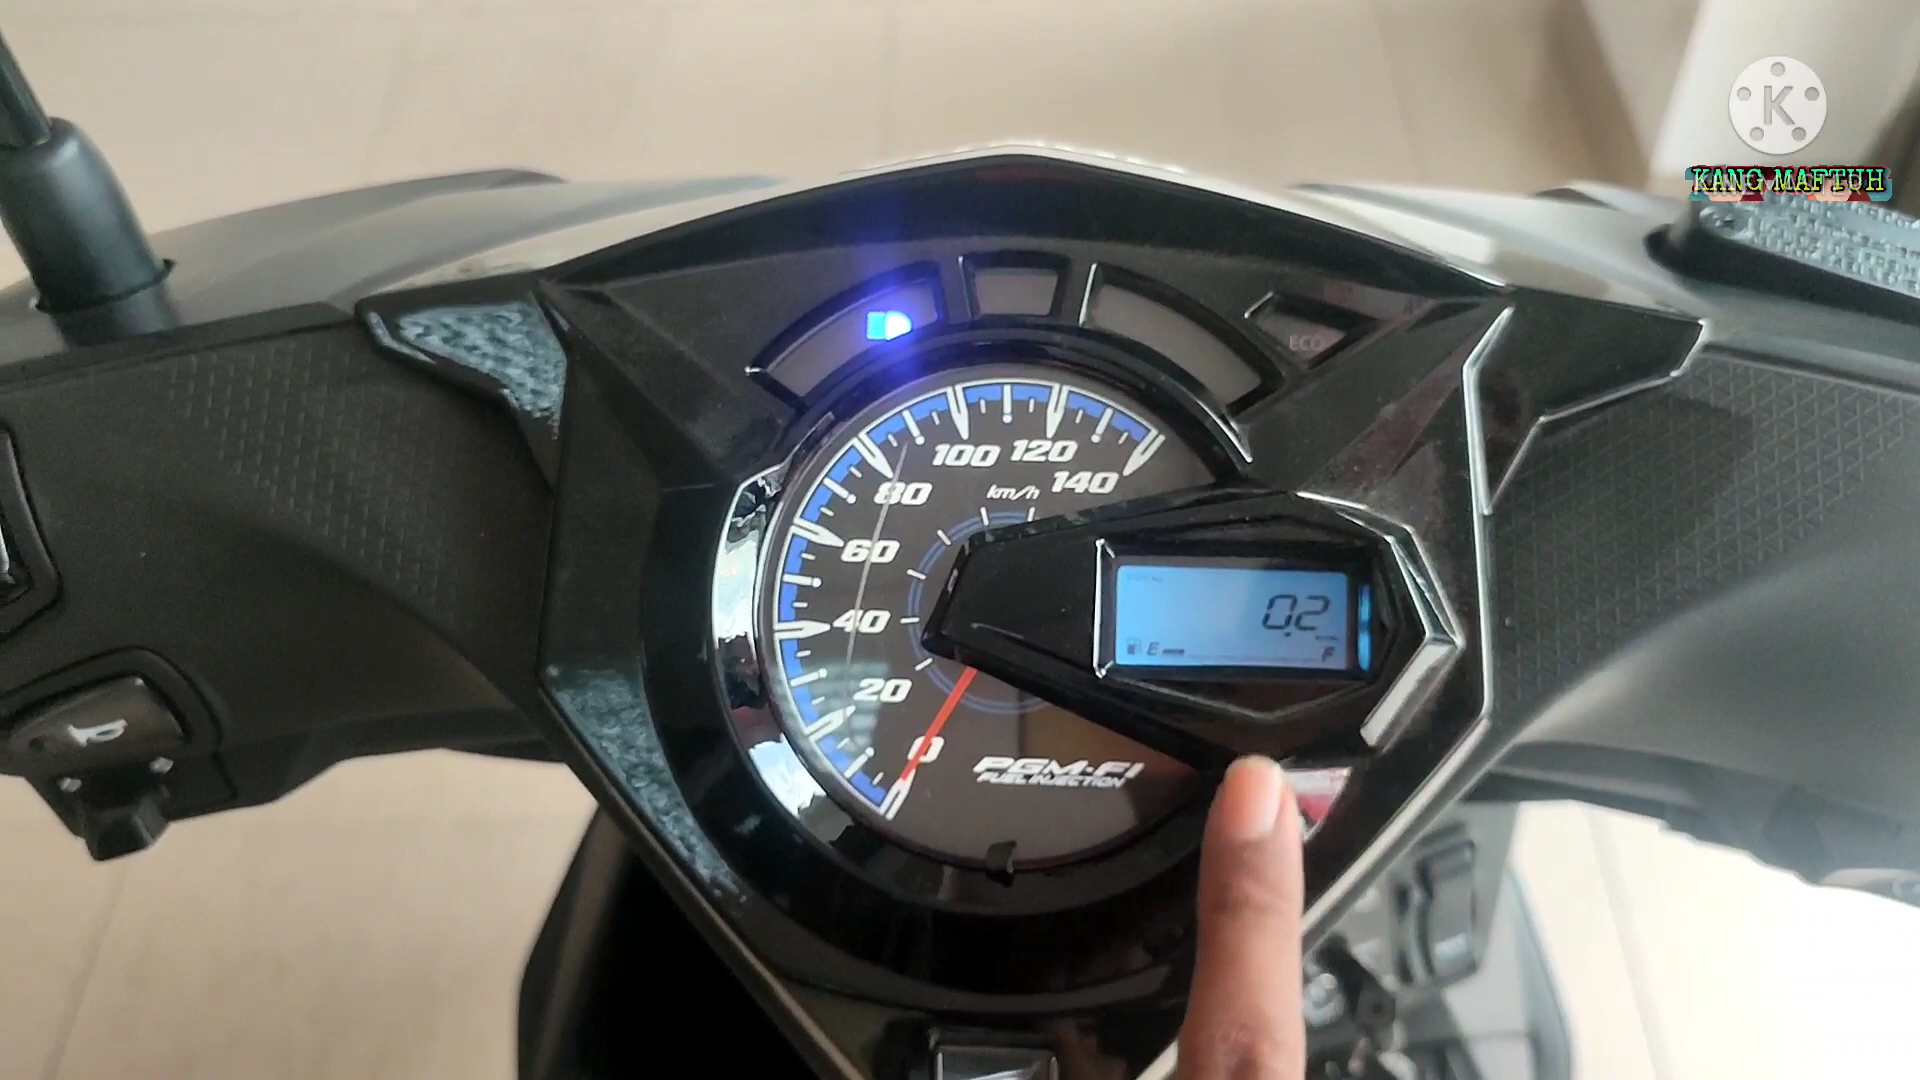 K
KANG MAFTUH
ECO
100 120
80 km/h 140
60
0.2
40
E F
20
0
PGM-FI
FUEL INJECTION